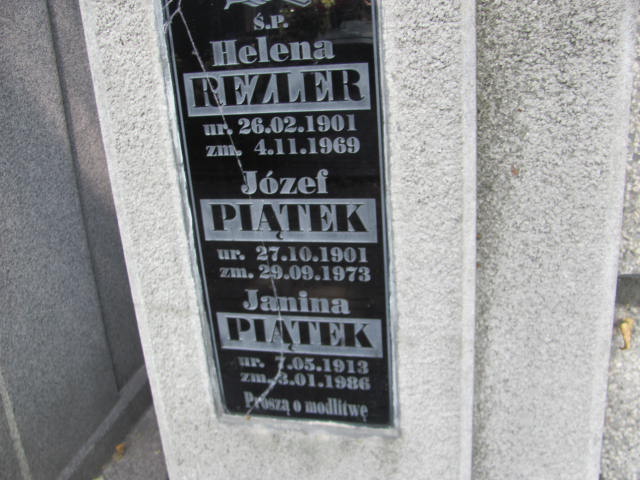 Ś.P.
Helena
REZLER
ur. 26.02.1901
zm. 4.11.1969
Józef
PIĄTEK
ur. 27.10.1901
zm. 29.09.1973
Janina
PIĄTEK
ur. 7.05.1913
zm. 3.01.1986
Proszą o modlitwę